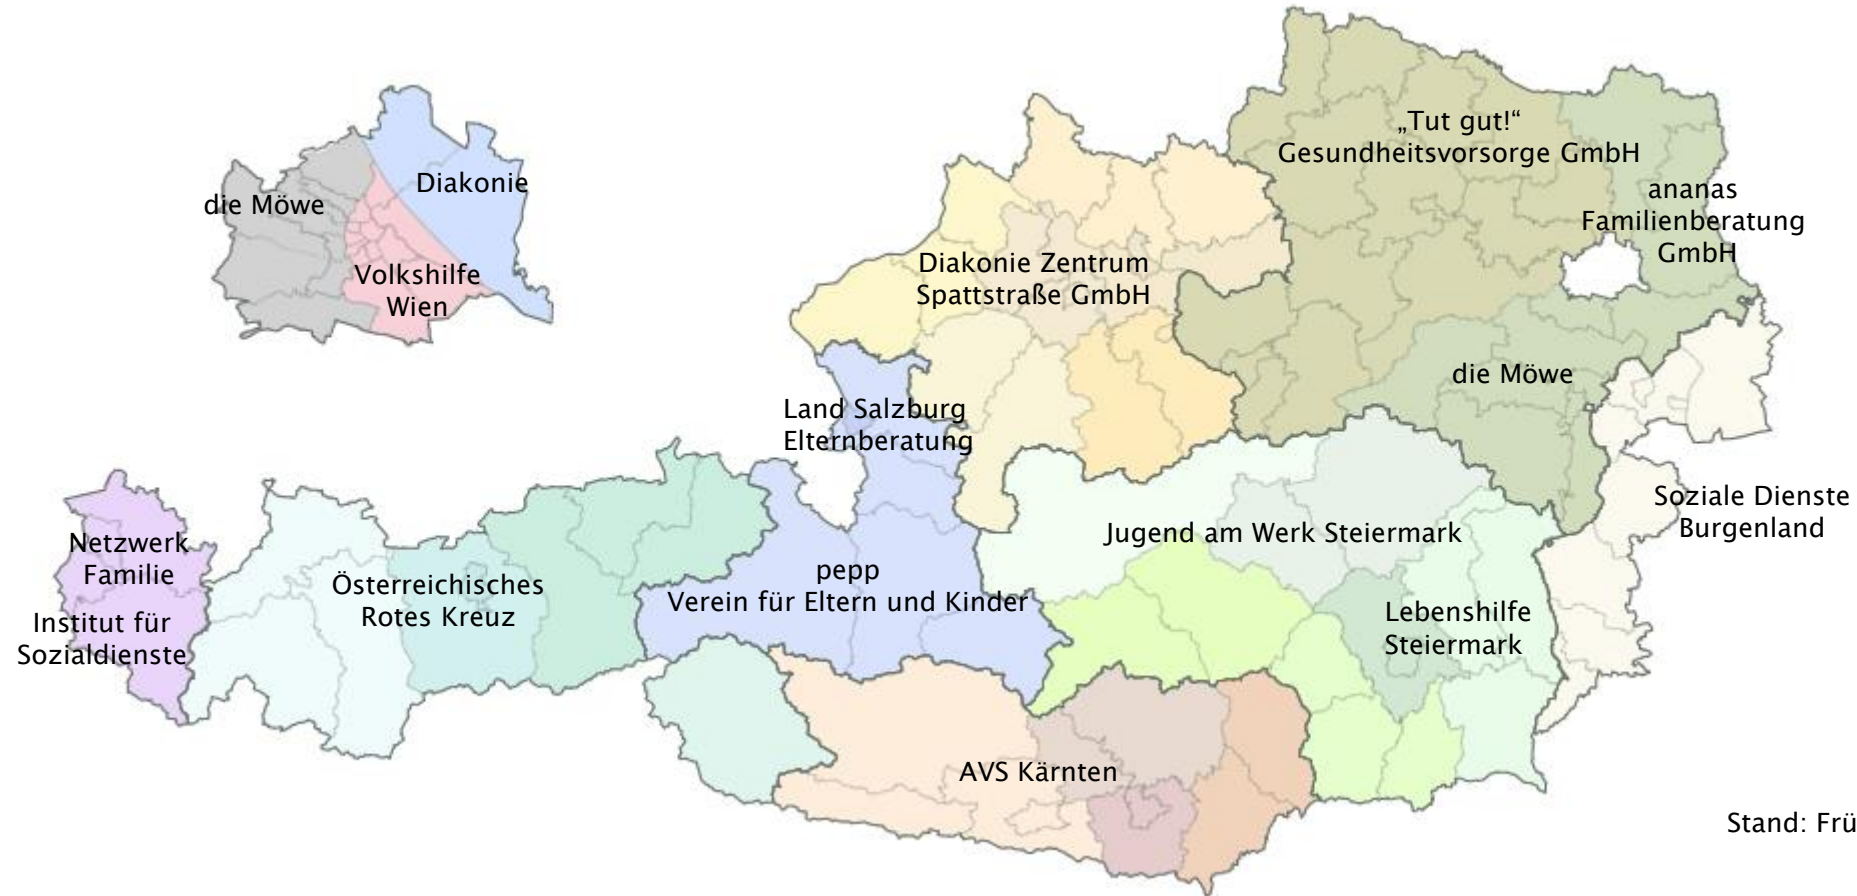 „Tut gut!“
Gesundheitsvorsorge GmbH
ananas
Familienberatung
GmbH
Diakonie
die Möwe
Volkshilfe
Wien
Diakonie Zentrum
Spattstraße GmbH
die Möwe
Land Salzburg
Elternberatung
Soziale Dienste
Burgenland
Jugend am Werk Steiermark
Netzwerk
Familie
Österreichisches
Rotes Kreuz
pepp
Verein für Eltern und Kinder
Institut für
Sozialdienste
Lebenshilfe
Steiermark
AVS Kärnten
Stand: Frü